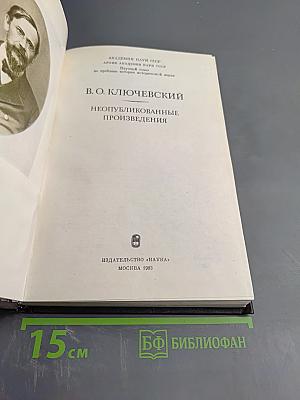 АКАДЕМИЯ НАУК СССР
АРХИВ АКАДЕМИИ НАУК СССР
Научный совет
по проблеме истории исторической науки
В. О. КЛЮЧЕВСКИЙ
НЕОПУБЛИКОВАННЫЕ
ПРОИЗВЕДЕНИЯ
ИЗДАТЕЛЬСТВО «НАУКА»
МОСКВА 1983
15 см
БФ БИБЛИОФАН